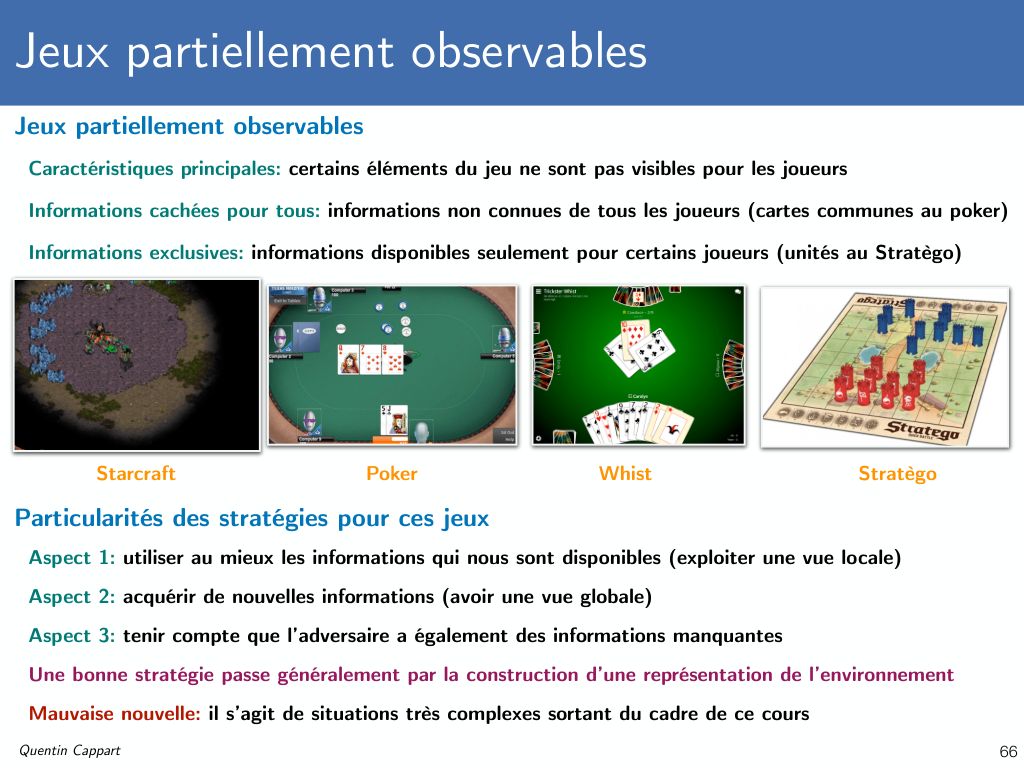 Jeux partiellement observables
Jeux partiellement observables
Caractéristiques principales: certains éléments du jeu ne sont pas visibles pour les joueurs
Informations cachées pour tous: informations non connues de tous les joueurs (cartes communes au poker)
Informations exclusives: informations disponibles seulement pour certains joueurs (unités au Stratègo)
Stratego
Starcraft
Poker
Whist
Stratègo
Particularités des stratégies pour ces jeux
Aspect 1: utiliser au mieux les informations qui nous sont disponibles (exploiter une vue locale)
Aspect 2: acquérir de nouvelles informations (avoir une vue globale)
Aspect 3: tenir compte que l'adversaire a également des informations manquantes
Une bonne stratégie passe généralement par la construction d'une représentation de l'environnement
Mauvaise nouvelle: il s'agit de situations très complexes sortant du cadre de ce cours
Quentin Cappart
66